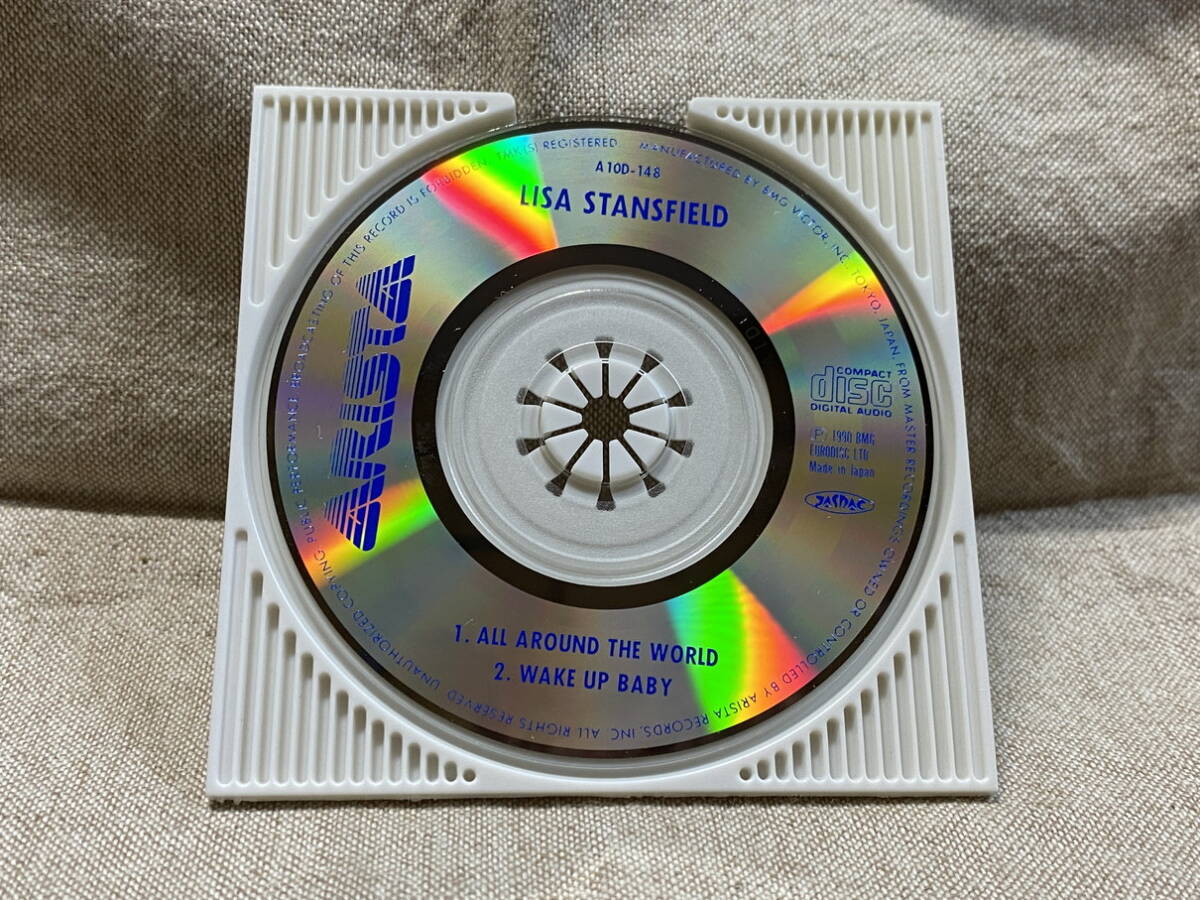 A10D-148
LISA STANSFIELD
ARISTA
COMPACT
disc
DIGITAL AUDIO
Ⓟ 1990 BMG
EURODISC LTD
Made in Japan
JASRAC
1. ALL AROUND THE WORLD
2. WAKE UP BABY
MANUFACTURED BY BMG VICTOR, INC., TOKYO, JAPAN, FROM MASTER RECORDINGS OWNED OR CONTROLLED BY ARISTA RECORDS, INC. ALL RIGHTS RESERVED UNAUTHORIZED COPYING PUBLIC PERFORMANCE BROADCASTING OF THIS RECORD IS FORBIDDEN. TMK(S) REGISTERED